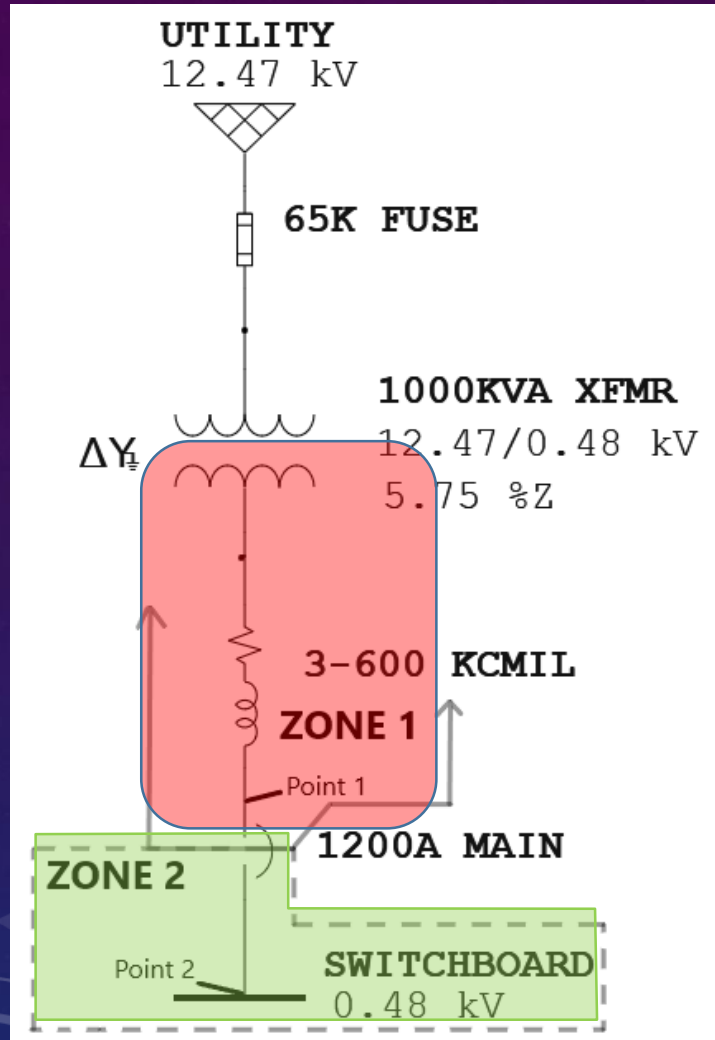 UTILITY
12.47 kV
65K FUSE
1000KVA XFMR
ΔY 12.47/0.48 kV
5.75 %Z
3-600 KCMIL
ZONE 1
Point 1
1200A MAIN
ZONE 2
Point 2
SWITCHBOARD
0.48 kV